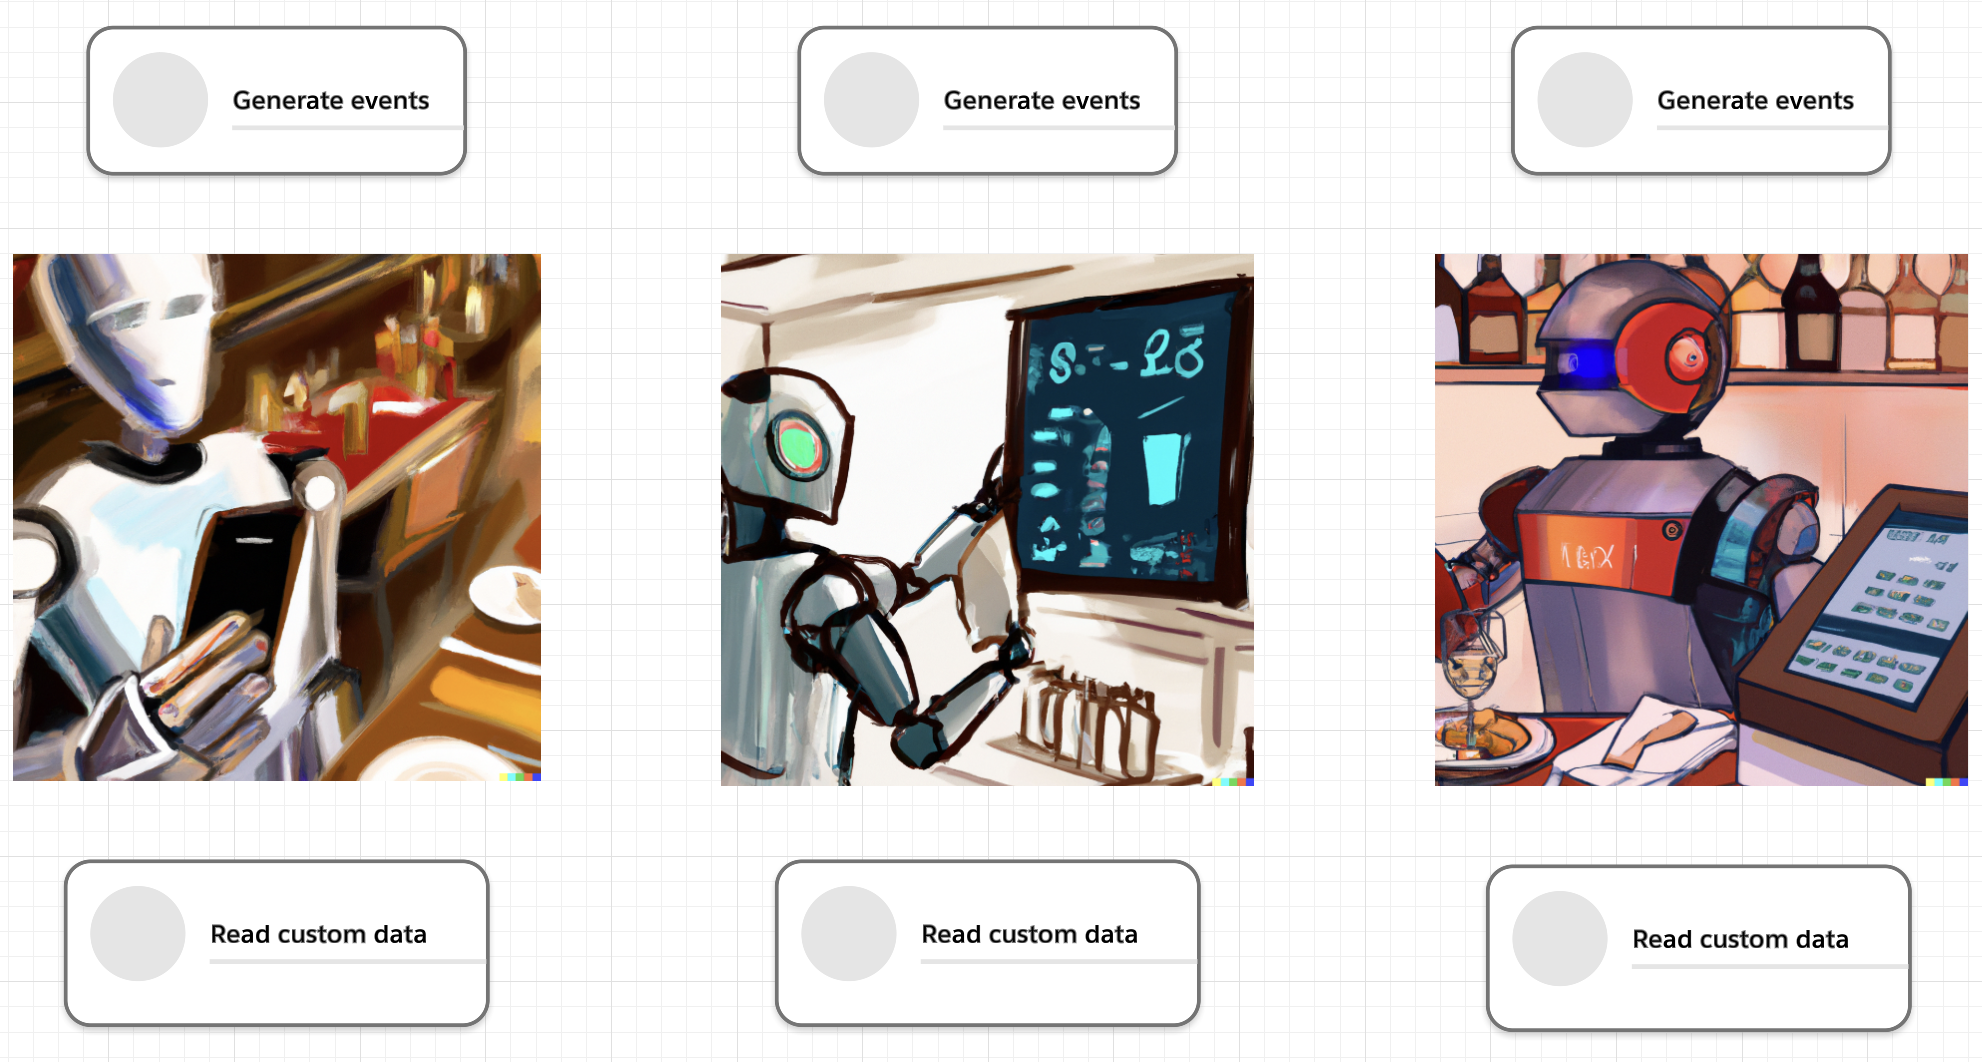 Generate events
Generate events
Generate events
Read custom data
Read custom data
Read custom data